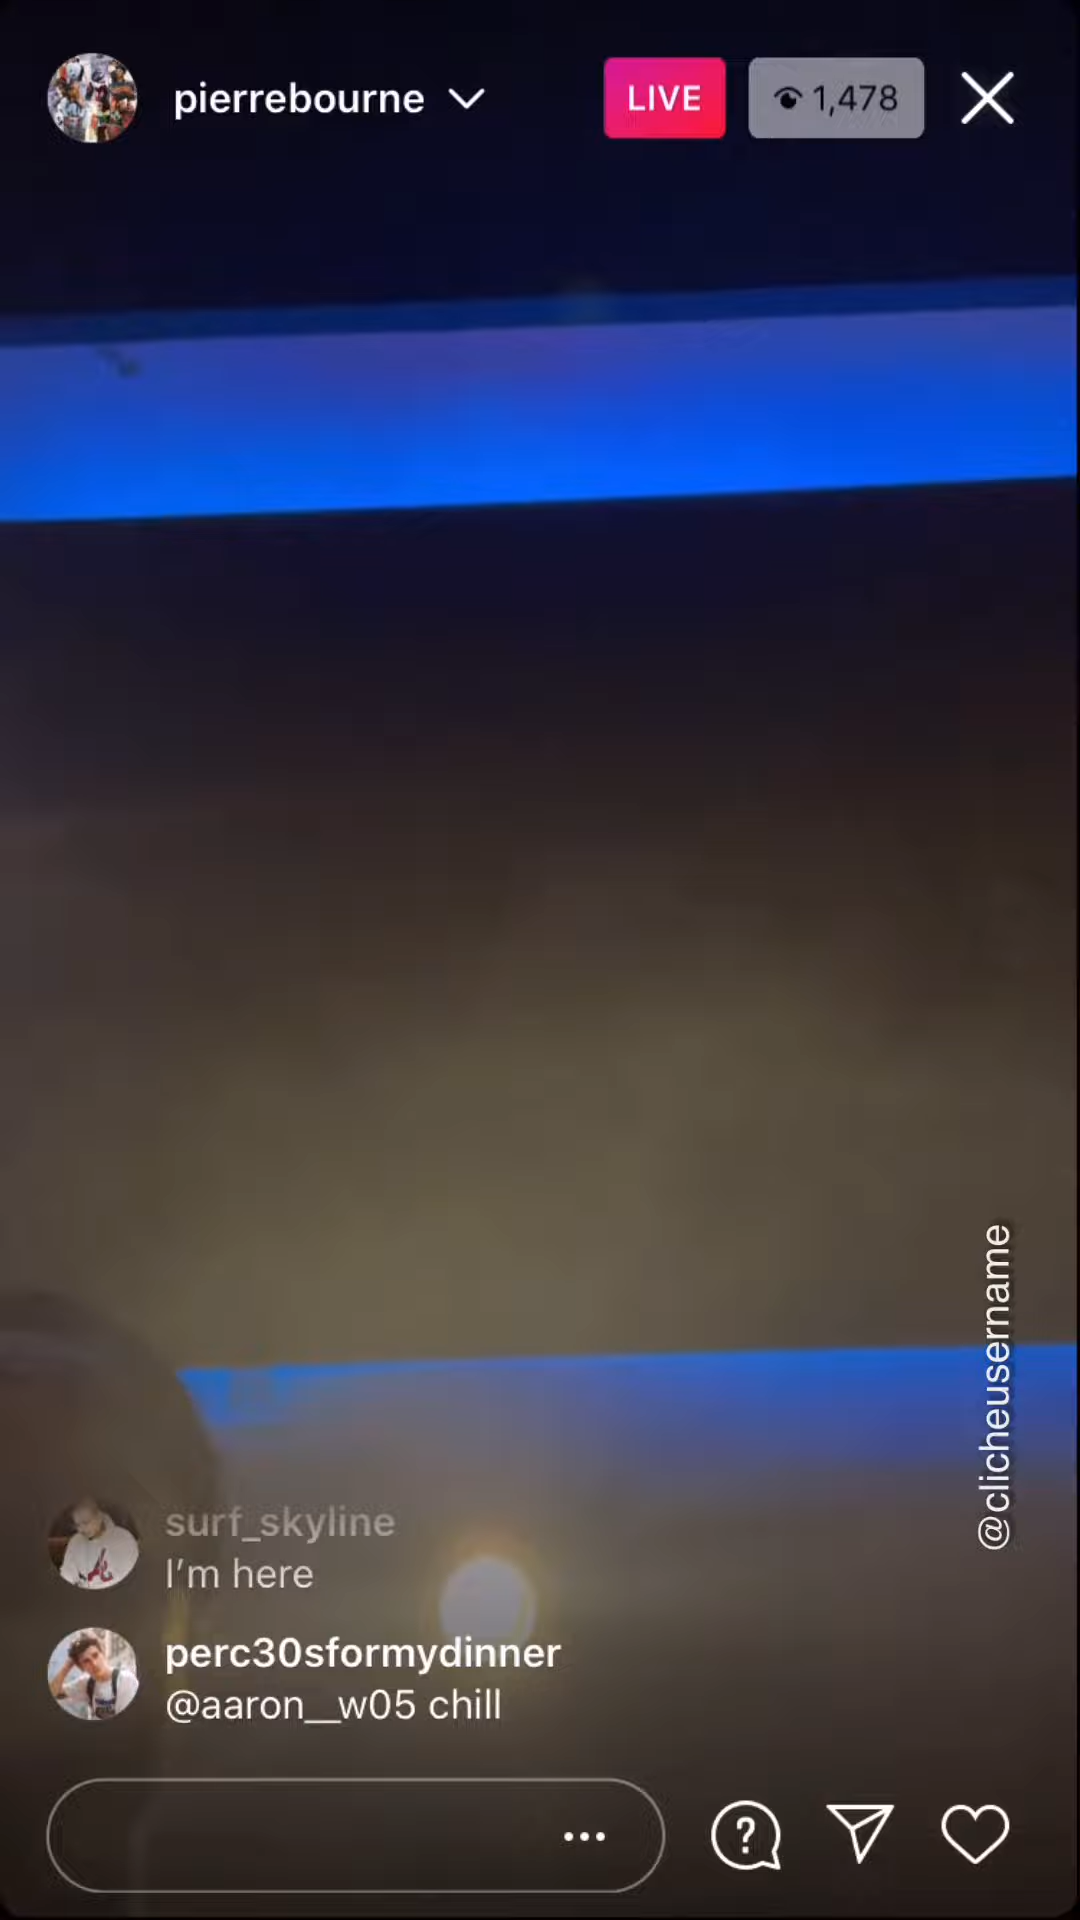 pierrebourne
LIVE
1,478
@clicheusername
surf_skyline
I’m here
perc30sformydinner
@aaron__w05 chill
?